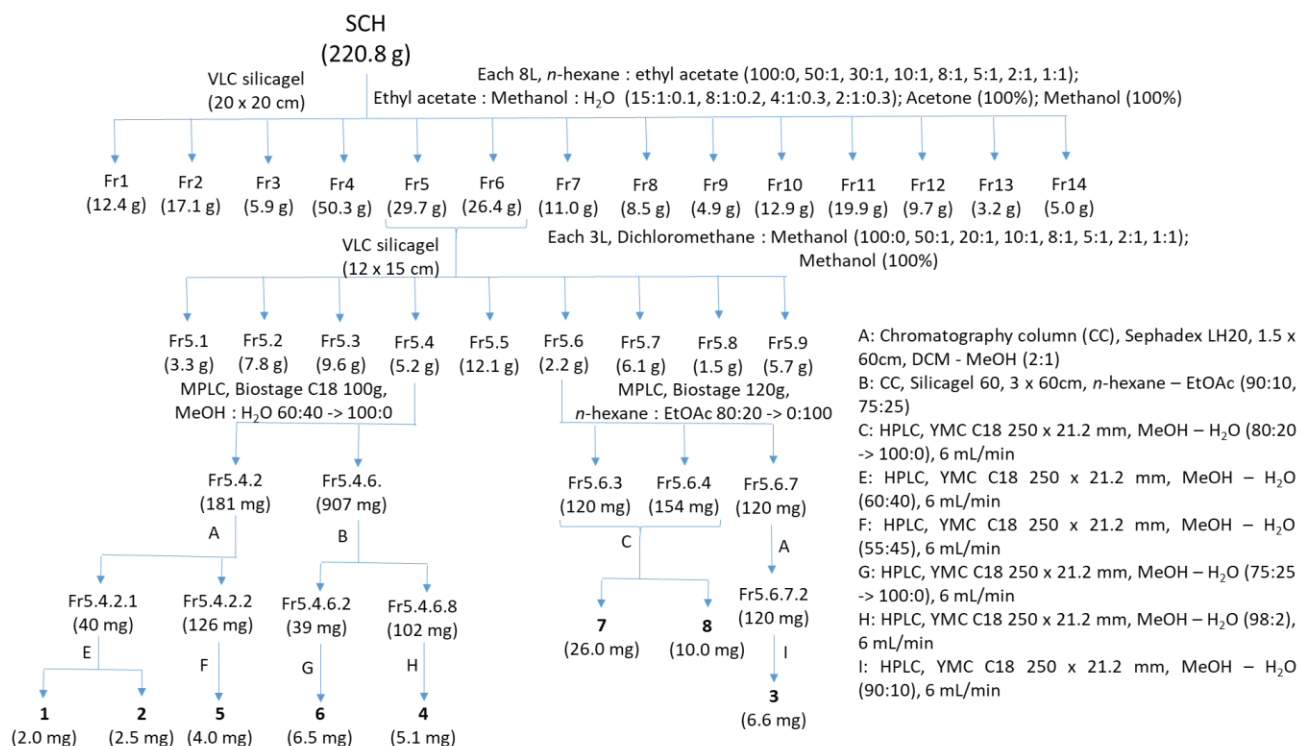 SCH
(220.8 g)
VLC silicagel
(20 x 20 cm)
Each 8L, n-hexane : ethyl acetate (100:0, 50:1, 30:1, 10:1, 8:1, 5:1, 2:1, 1:1);
Ethyl acetate : Methanol : H₂O (15:1:0.1, 8:1:0.2, 4:1:0.3, 2:1:0.3); Acetone (100%); Methanol (100%)
Fr1 Fr2 Fr3 Fr4 Fr5 Fr6 Fr7 Fr8 Fr9 Fr10 Fr11 Fr12 Fr13 Fr14
(12.4 g) (17.1 g) (5.9 g) (50.3 g) (29.7 g) (26.4 g) (11.0 g) (8.5 g) (4.9 g) (12.9 g) (19.9 g) (9.7 g) (3.2 g) (5.0 g)
VLC silicagel
(12 x 15 cm)
Each 3L, Dichloromethane : Methanol (100:0, 50:1, 20:1, 10:1, 8:1, 5:1, 2:1, 1:1);
Methanol (100%)
Fr5.1 Fr5.2 Fr5.3 Fr5.4 Fr5.5 Fr5.6 Fr5.7 Fr5.8 Fr5.9
(3.3 g) (7.8 g) (9.6 g) (5.2 g) (12.1 g) (2.2 g) (6.1 g) (1.5 g) (5.7 g)
MPLC, Biostage C18 100g,
MeOH : H₂O 60:40 -> 100:0
MPLC, Biostage 120g,
n-hexane : EtOAc 80:20 -> 0:100
Fr5.4.2 Fr5.4.6. Fr5.6.3 Fr5.6.4 Fr5.6.7
(181 mg) (907 mg) (120 mg) (154 mg) (120 mg)
A B C A
Fr5.4.2.1 Fr5.4.2.2 Fr5.4.6.2 Fr5.4.6.8 7 8 Fr5.6.7.2
(40 mg) (126 mg) (39 mg) (102 mg) (26.0 mg) (10.0 mg) (120 mg)
E F G H I
1 2 5 6 4 3
(2.0 mg) (2.5 mg) (4.0 mg) (6.5 mg) (5.1 mg) (6.6 mg)
A: Chromatography column (CC), Sephadex LH20, 1.5 x
60cm, DCM - MeOH (2:1)
B: CC, Silicagel 60, 3 x 60cm, n-hexane – EtOAc (90:10,
75:25)
C: HPLC, YMC C18 250 x 21.2 mm, MeOH – H₂O (80:20
-> 100:0), 6 mL/min
E: HPLC, YMC C18 250 x 21.2 mm, MeOH – H₂O
(60:40), 6 mL/min
F: HPLC, YMC C18 250 x 21.2 mm, MeOH – H₂O
(55:45), 6 mL/min
G: HPLC, YMC C18 250 x 21.2 mm, MeOH – H₂O (75:25
-> 100:0), 6 mL/min
H: HPLC, YMC C18 250 x 21.2 mm, MeOH – H₂O (98:2),
6 mL/min
I: HPLC, YMC C18 250 x 21.2 mm, MeOH – H₂O
(90:10), 6 mL/min